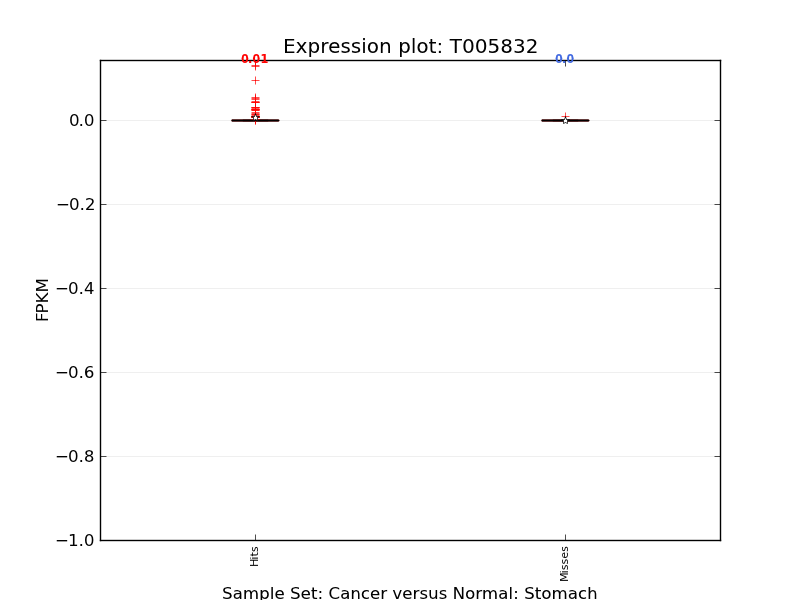 Expression plot: T005832
0.01
0.0
0.0
−0.2
−0.4
−0.6
−0.8
−1.0
FPKM
Hits
Misses
Sample Set: Cancer versus Normal: Stomach